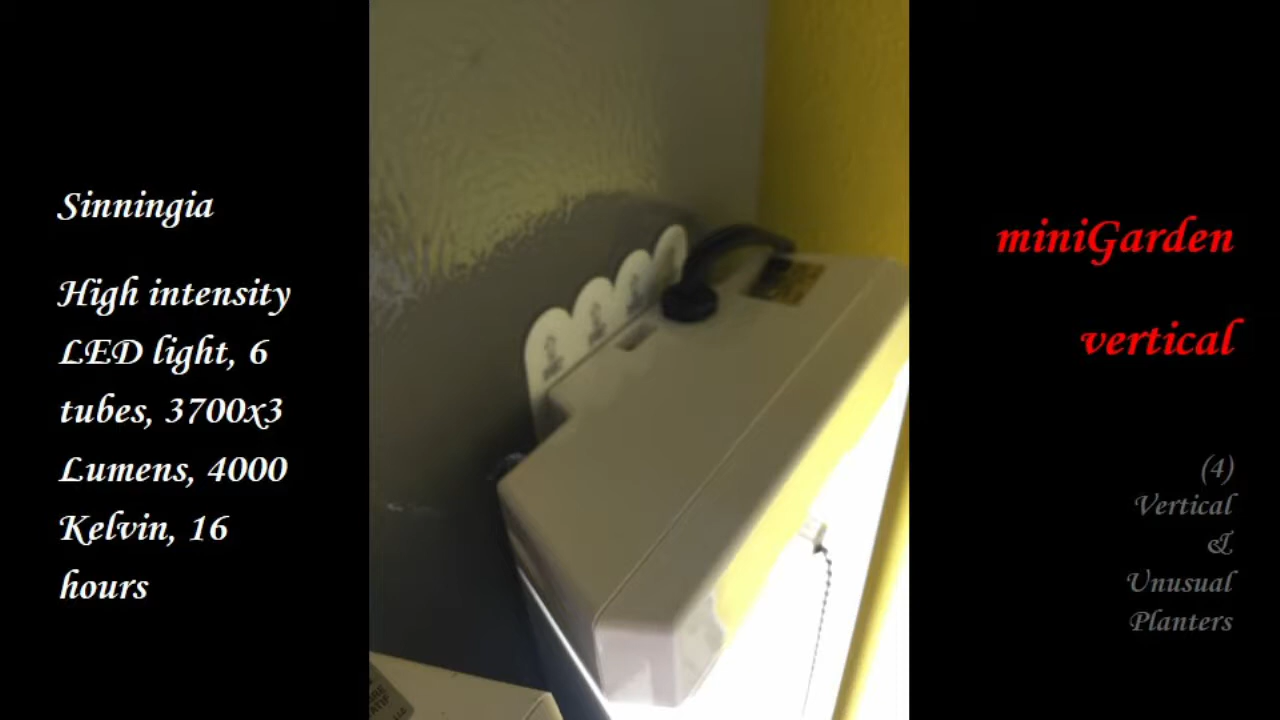 Sinningia
High intensity
LED light, 6
tubes, 3700x3
Lumens, 4000
Kelvin, 16
hours
miniGarden
vertical
(4)
Vertical
&
Unusual
Planters